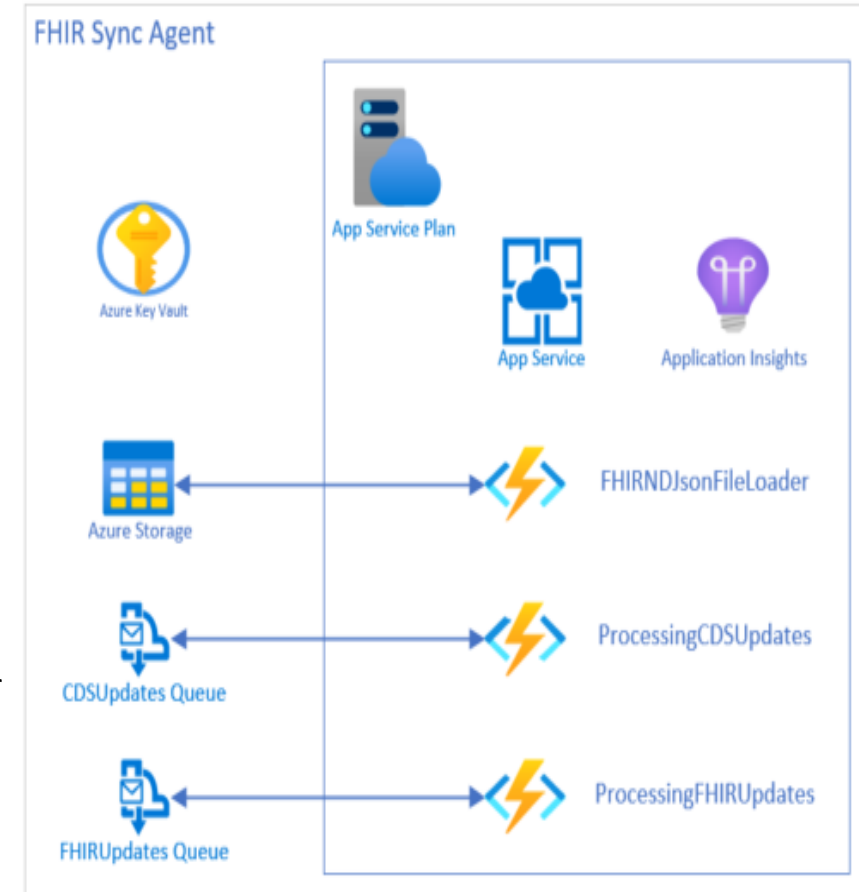 FHIR Sync Agent
App Service Plan
Azure Key Vault
App Service
Application Insights
Azure Storage
FHIRNDJsonFileLoader
CDSUpdates Queue
ProcessingCDSUpdates
FHIRUpdates Queue
ProcessingFHIRUpdates